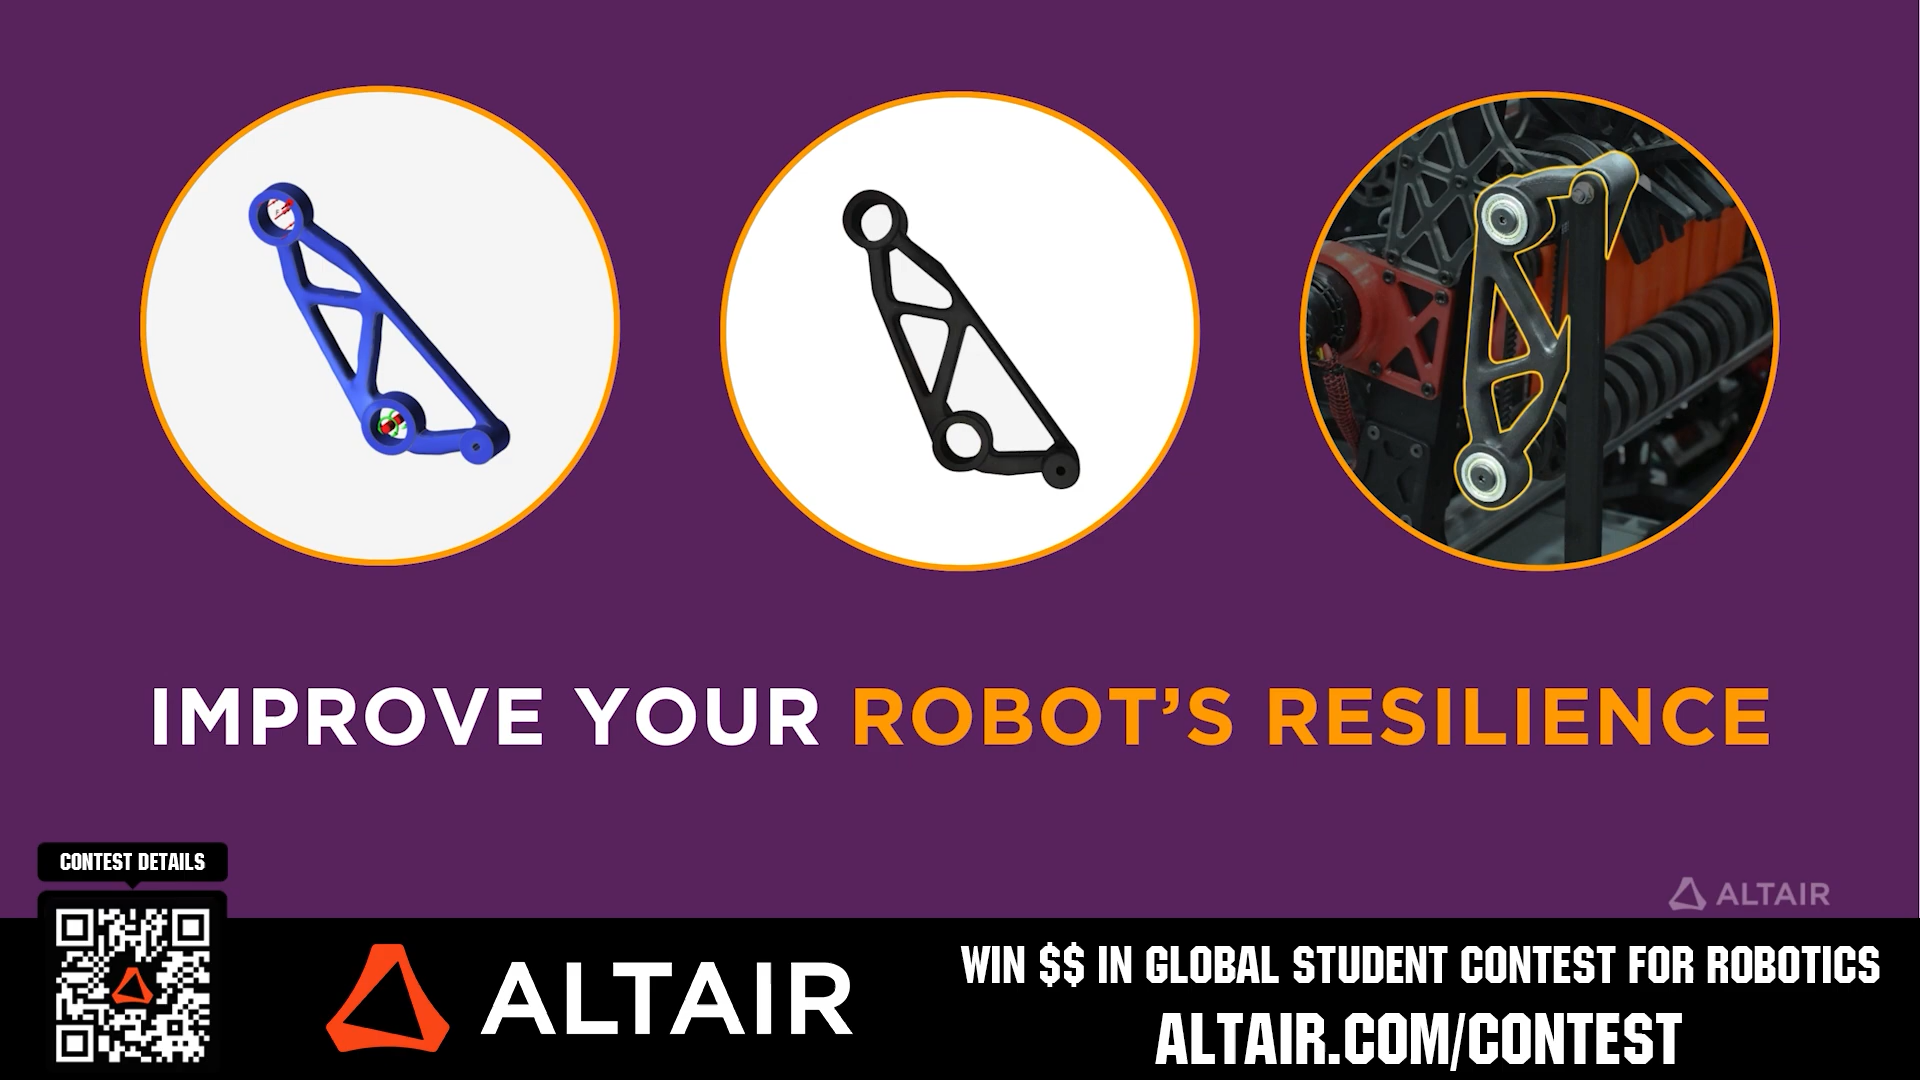 IMPROVE YOUR ROBOT'S RESILIENCE
CONTEST DETAILS
ALTAIR
ALTAIR
WIN $$ IN GLOBAL STUDENT CONTEST FOR ROBOTICS
ALTAIR.COM/CONTEST